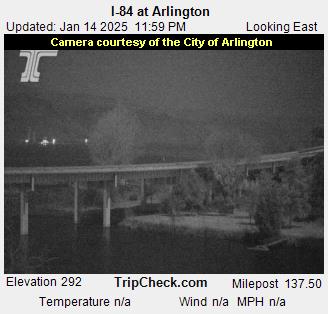 I-84 at Arlington
Updated: Jan 14 2025 11:59 PM Looking East
Camera courtesy of the City of Arlington
Elevation 292 TripCheck.com Milepost 137.50
Temperature n/a Wind n/a MPH n/a